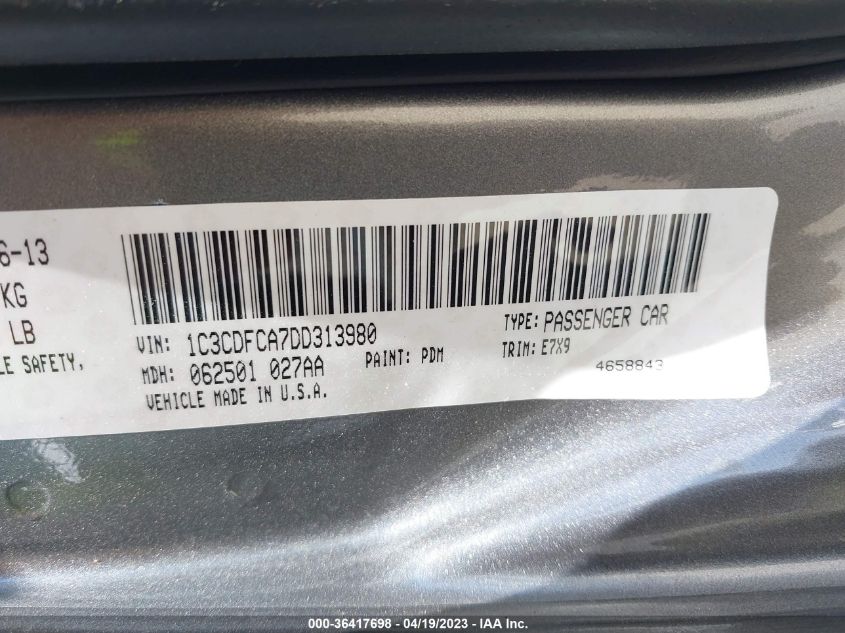 6-13
KG
LB
LE SAFETY,
VIN: 1C3CDFCA7DD313980
TYPE: PASSENGER CAR
MDH: 062501 027AA
PAINT: PDM
TRIM: E7X9
VEHICLE MADE IN U.S.A.
4658843
000-36417698 - 04/19/2023 - IAA Inc.